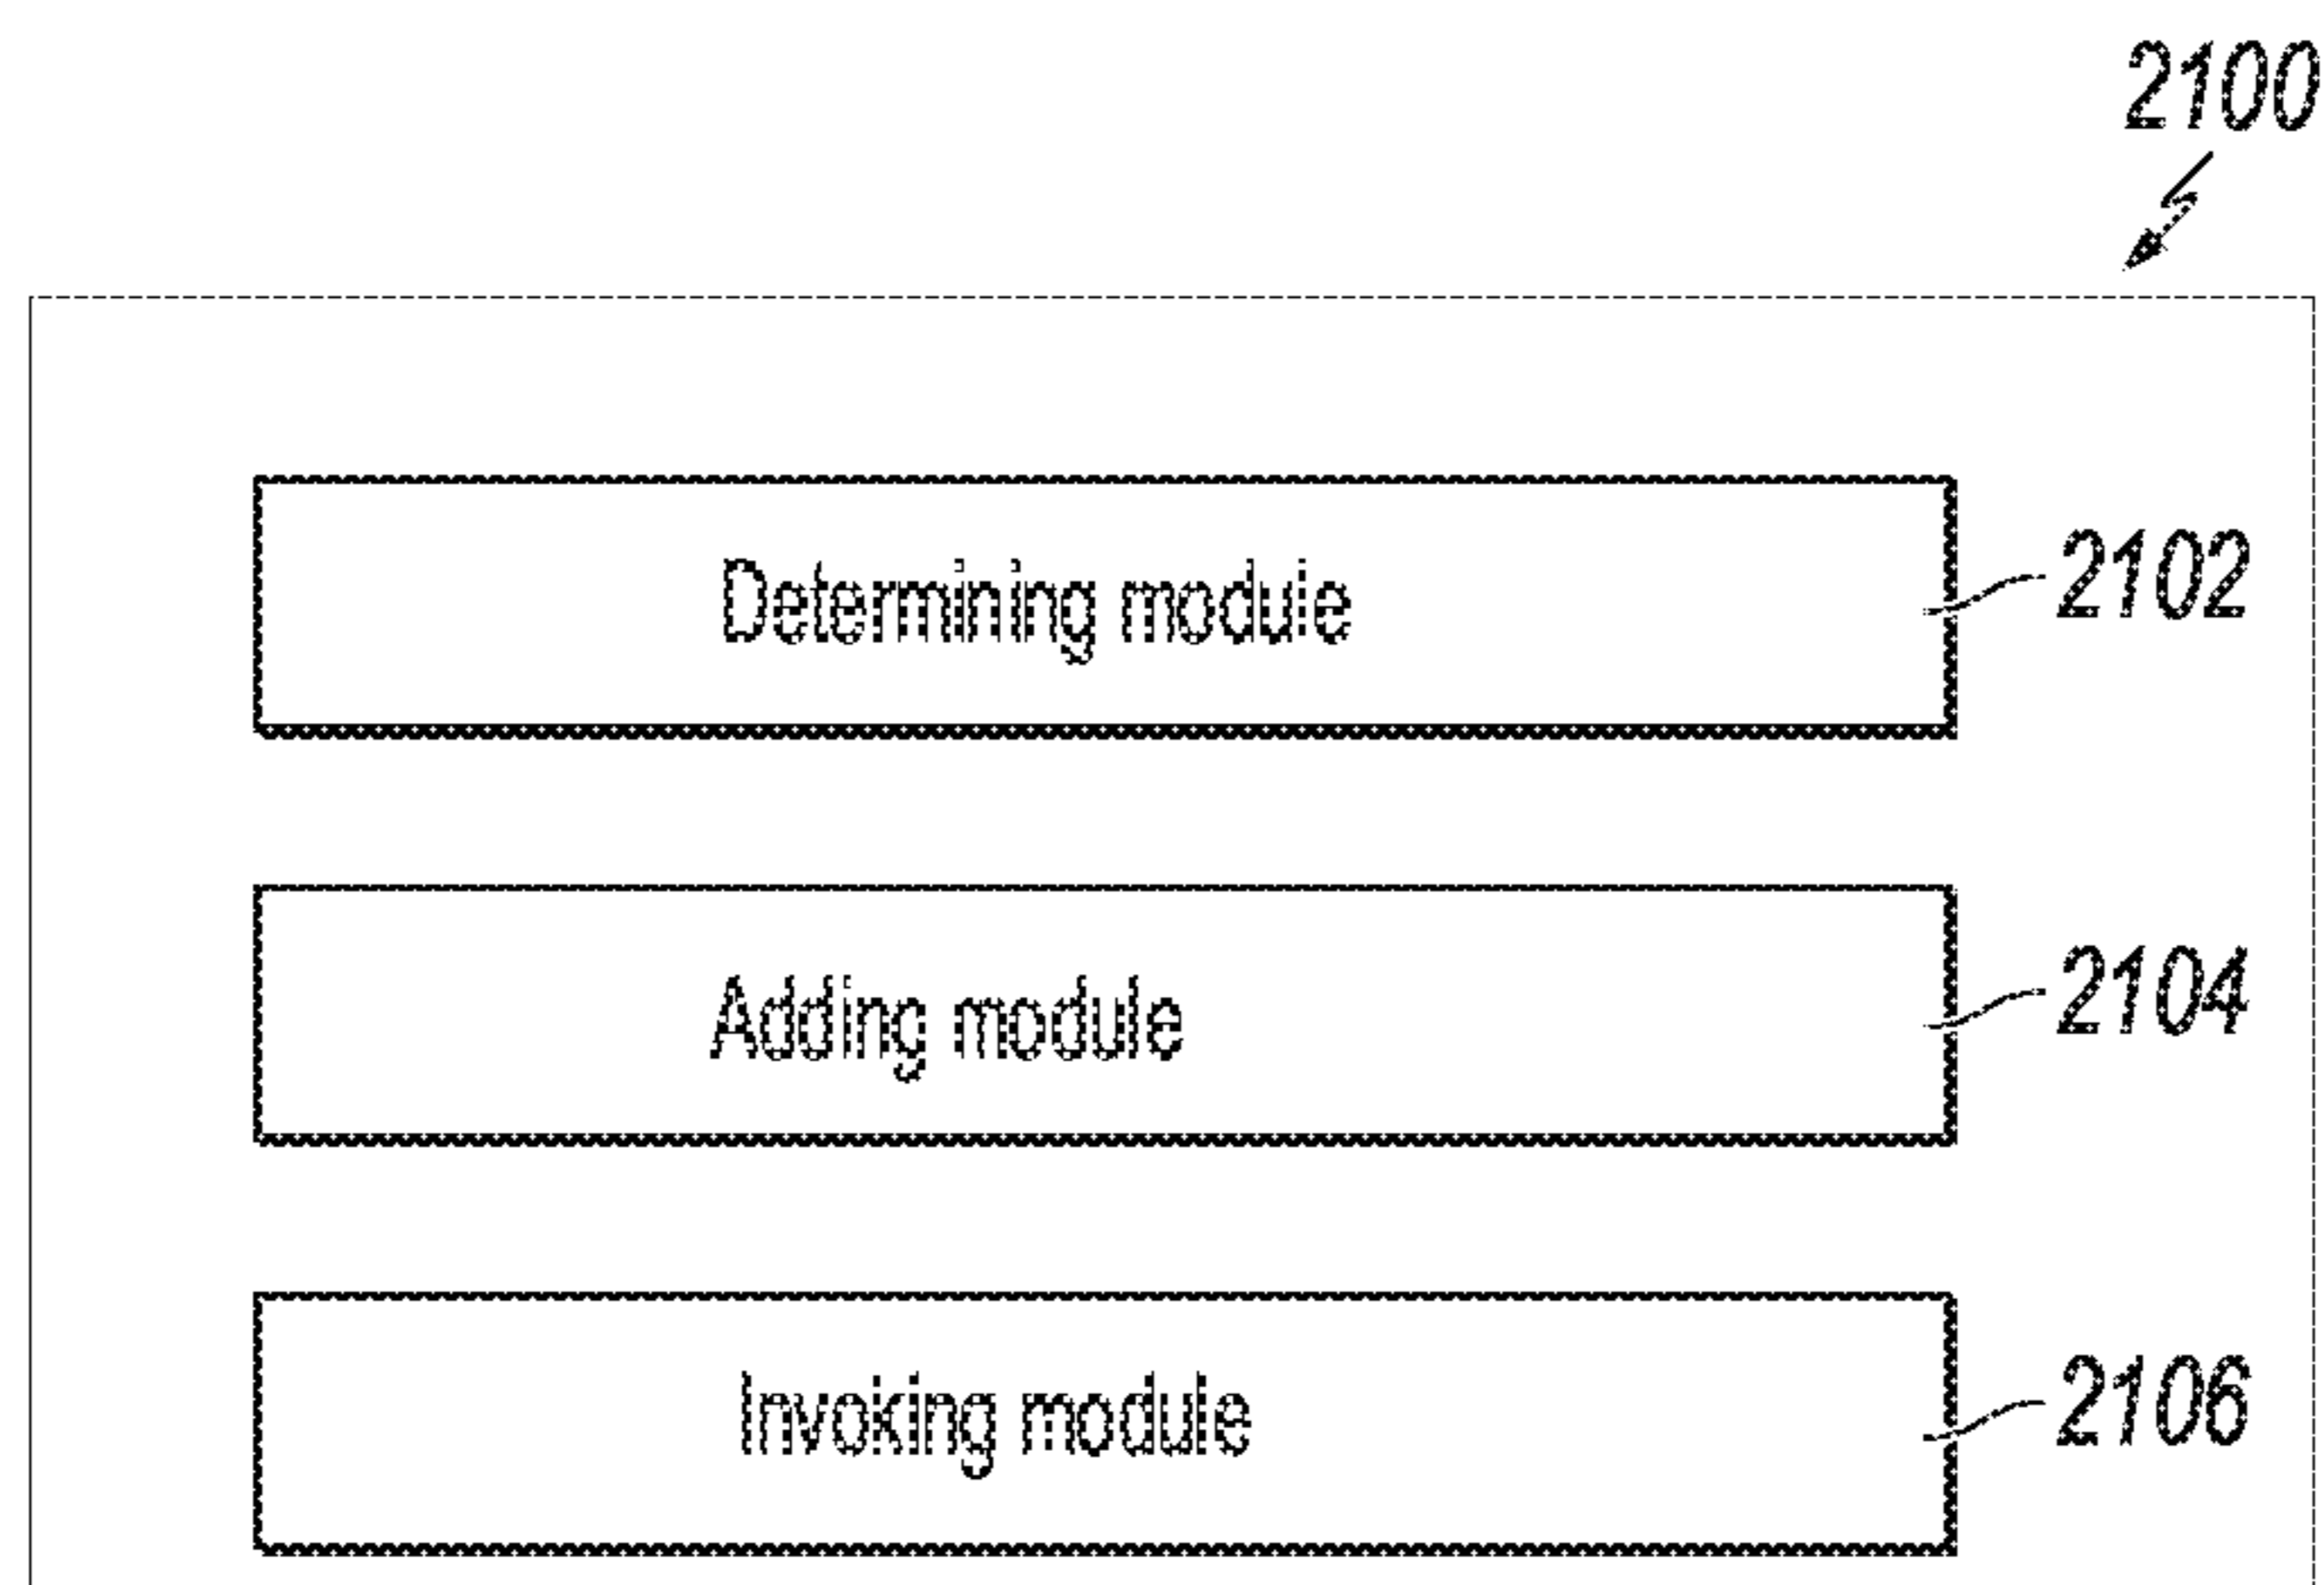 2100
Determining module
2102
Adding module
2104
Invoking module
2106